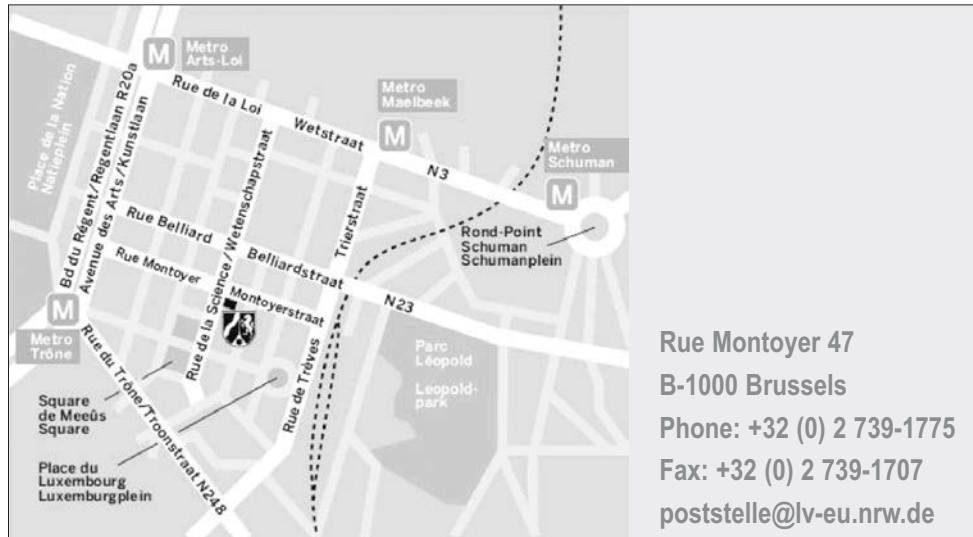 M
Metro
Arts-Loi
Place de la Nation
Natieplein
Bd du Régent/Regentlaan R20a
Avenue des Arts/Kunstlaan
Rue de la Loi
Wetstraat
Metro
Maelbeek
M
N3
Metro
Schuman
M
Rond-Point
Schuman
Schumanplein
Rue de la Science/Wetenschapstraat
Trierstraat
Rue Belliard
Belliardstraat
N23
Rue Montoyer
Montoyerstraat
M
Metro
Trône
Rue du Trône/Troonstraat N248
Rue de Trèves
Parc
Léopold
Leopold-
park
Square
de Meeûs
Square
Place du
Luxembourg
Luxemburgplein
Rue Montoyer 47
B-1000 Brussels
Phone: +32 (0) 2 739-1775
Fax: +32 (0) 2 739-1707
poststelle@lv-eu.nrw.de